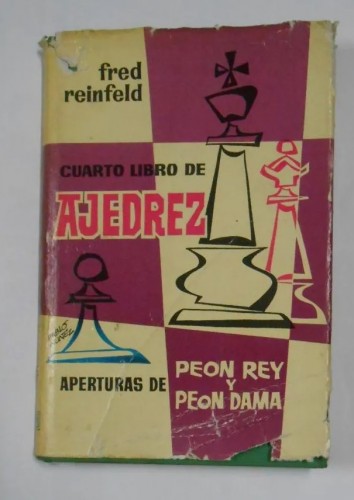 fred
reinfeld
CUARTO LIBRO DE
AJEDREZ
APERTURAS DE
PEON REY
Y
PEON DAMA